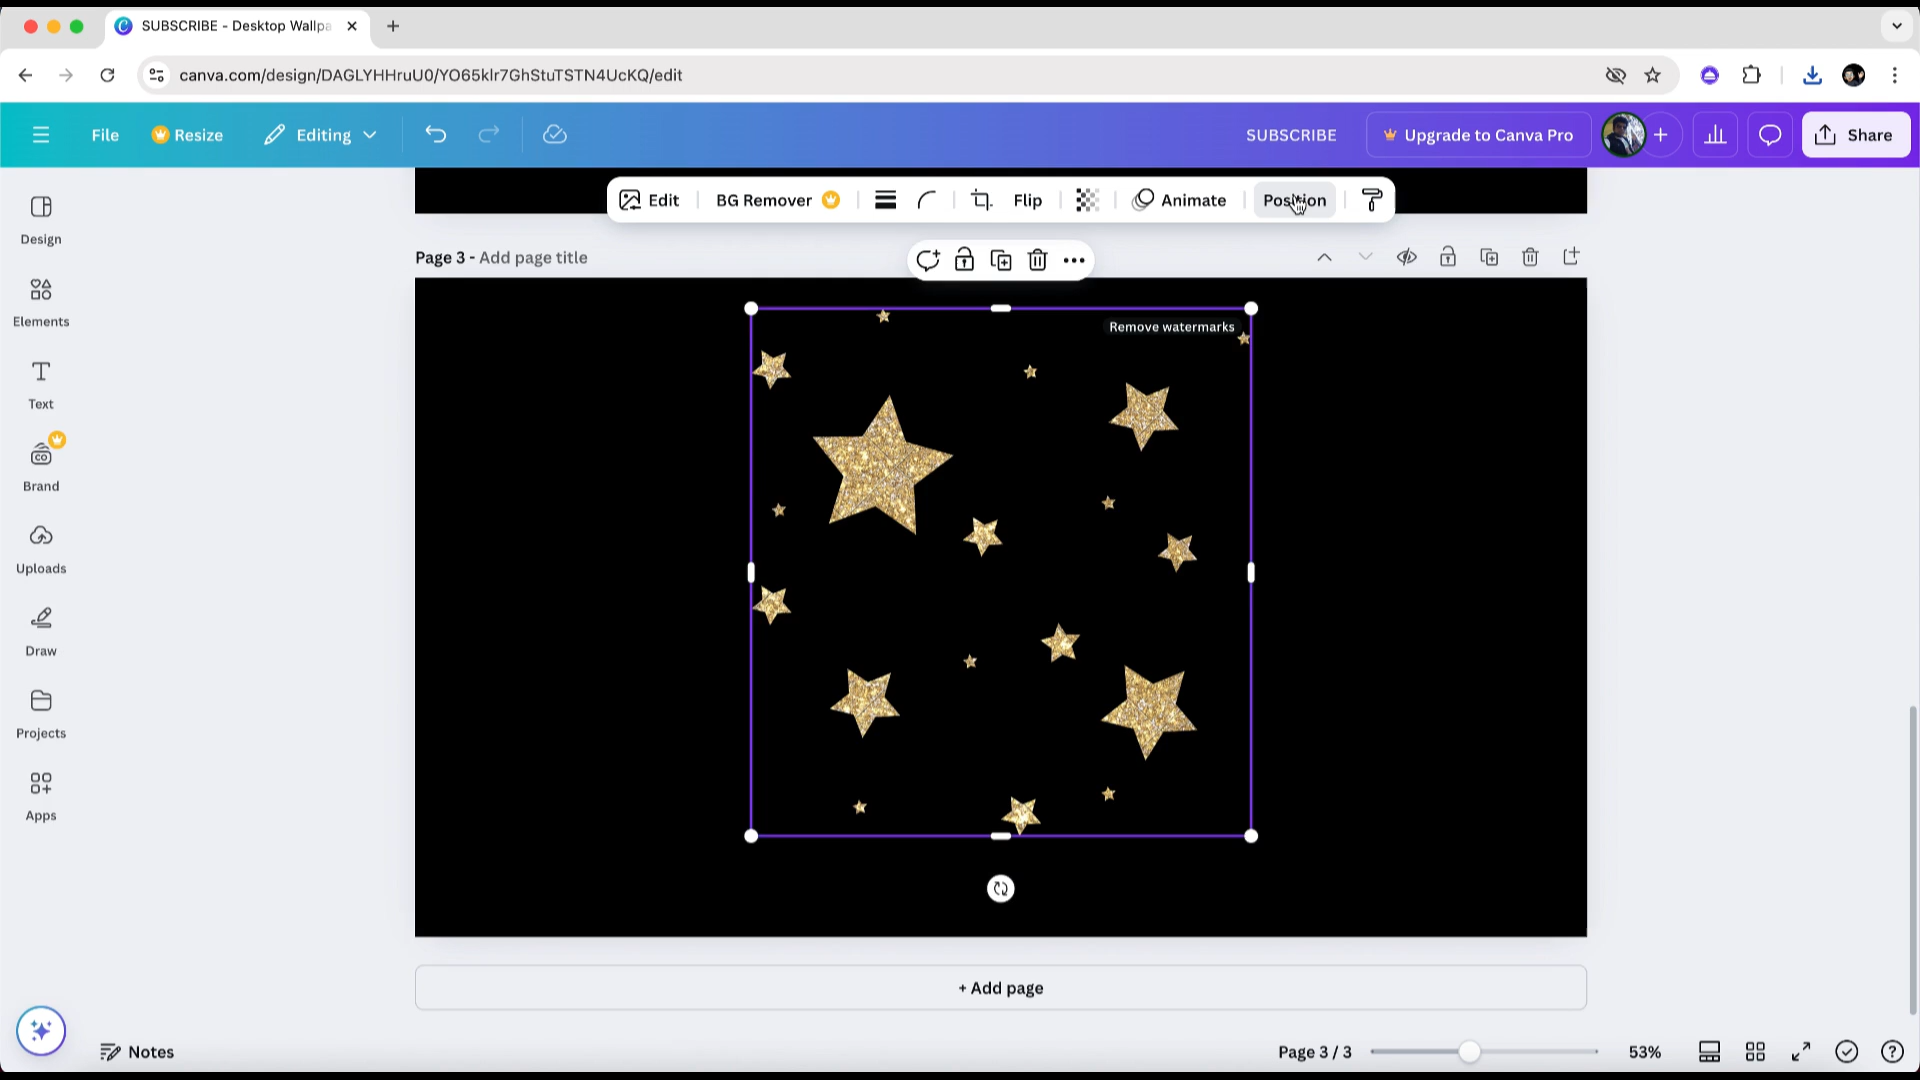 SUBSCRIBE - Desktop Wallpa
canva.com/design/DAGLYHHruU0/YO65klr7GhStuTSTN4UcKQ/edit
File
Resize
Editing
SUBSCRIBE
Upgrade to Canva Pro
Share
Edit
BG Remover
Flip
Animate
Position
Design
Elements
Text
Brand
Uploads
Draw
Projects
Apps
Page 3 - Add page title
Remove watermarks
+ Add page
Notes
Page 3 / 3
53%